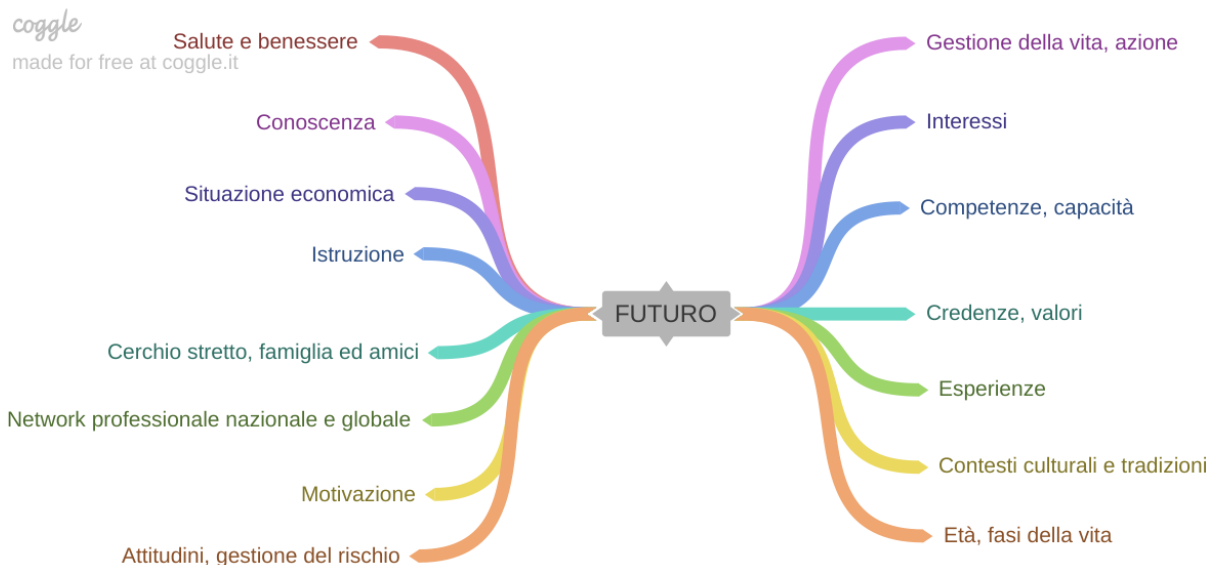 coggle
made for free at coggle.it
Salute e benessere
Conoscenza
Situazione economica
Istruzione
Cerchio stretto, famiglia ed amici
Network professionale nazionale e globale
Motivazione
Attitudini, gestione del rischio
FUTURO
Gestione della vita, azione
Interessi
Competenze, capacità
Credenze, valori
Esperienze
Contesti culturali e tradizioni
Età, fasi della vita